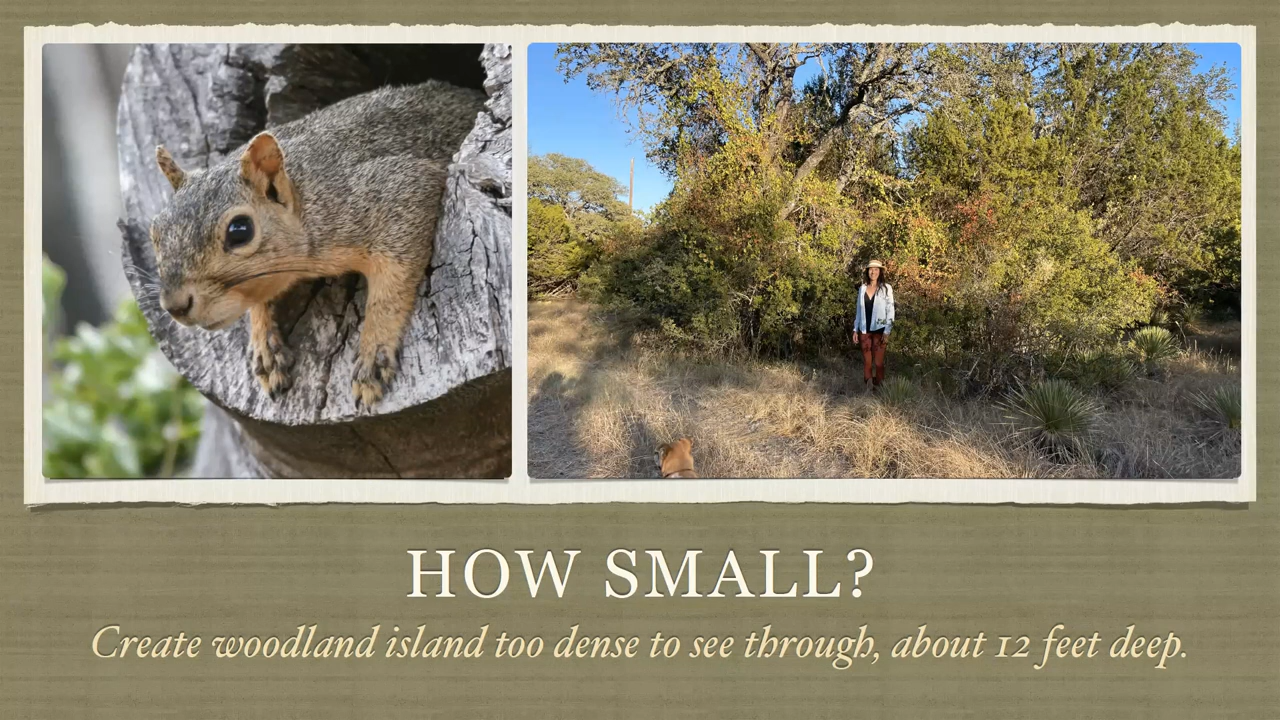 HOW SMALL?
Create woodland island too dense to see through, about 12 feet deep.